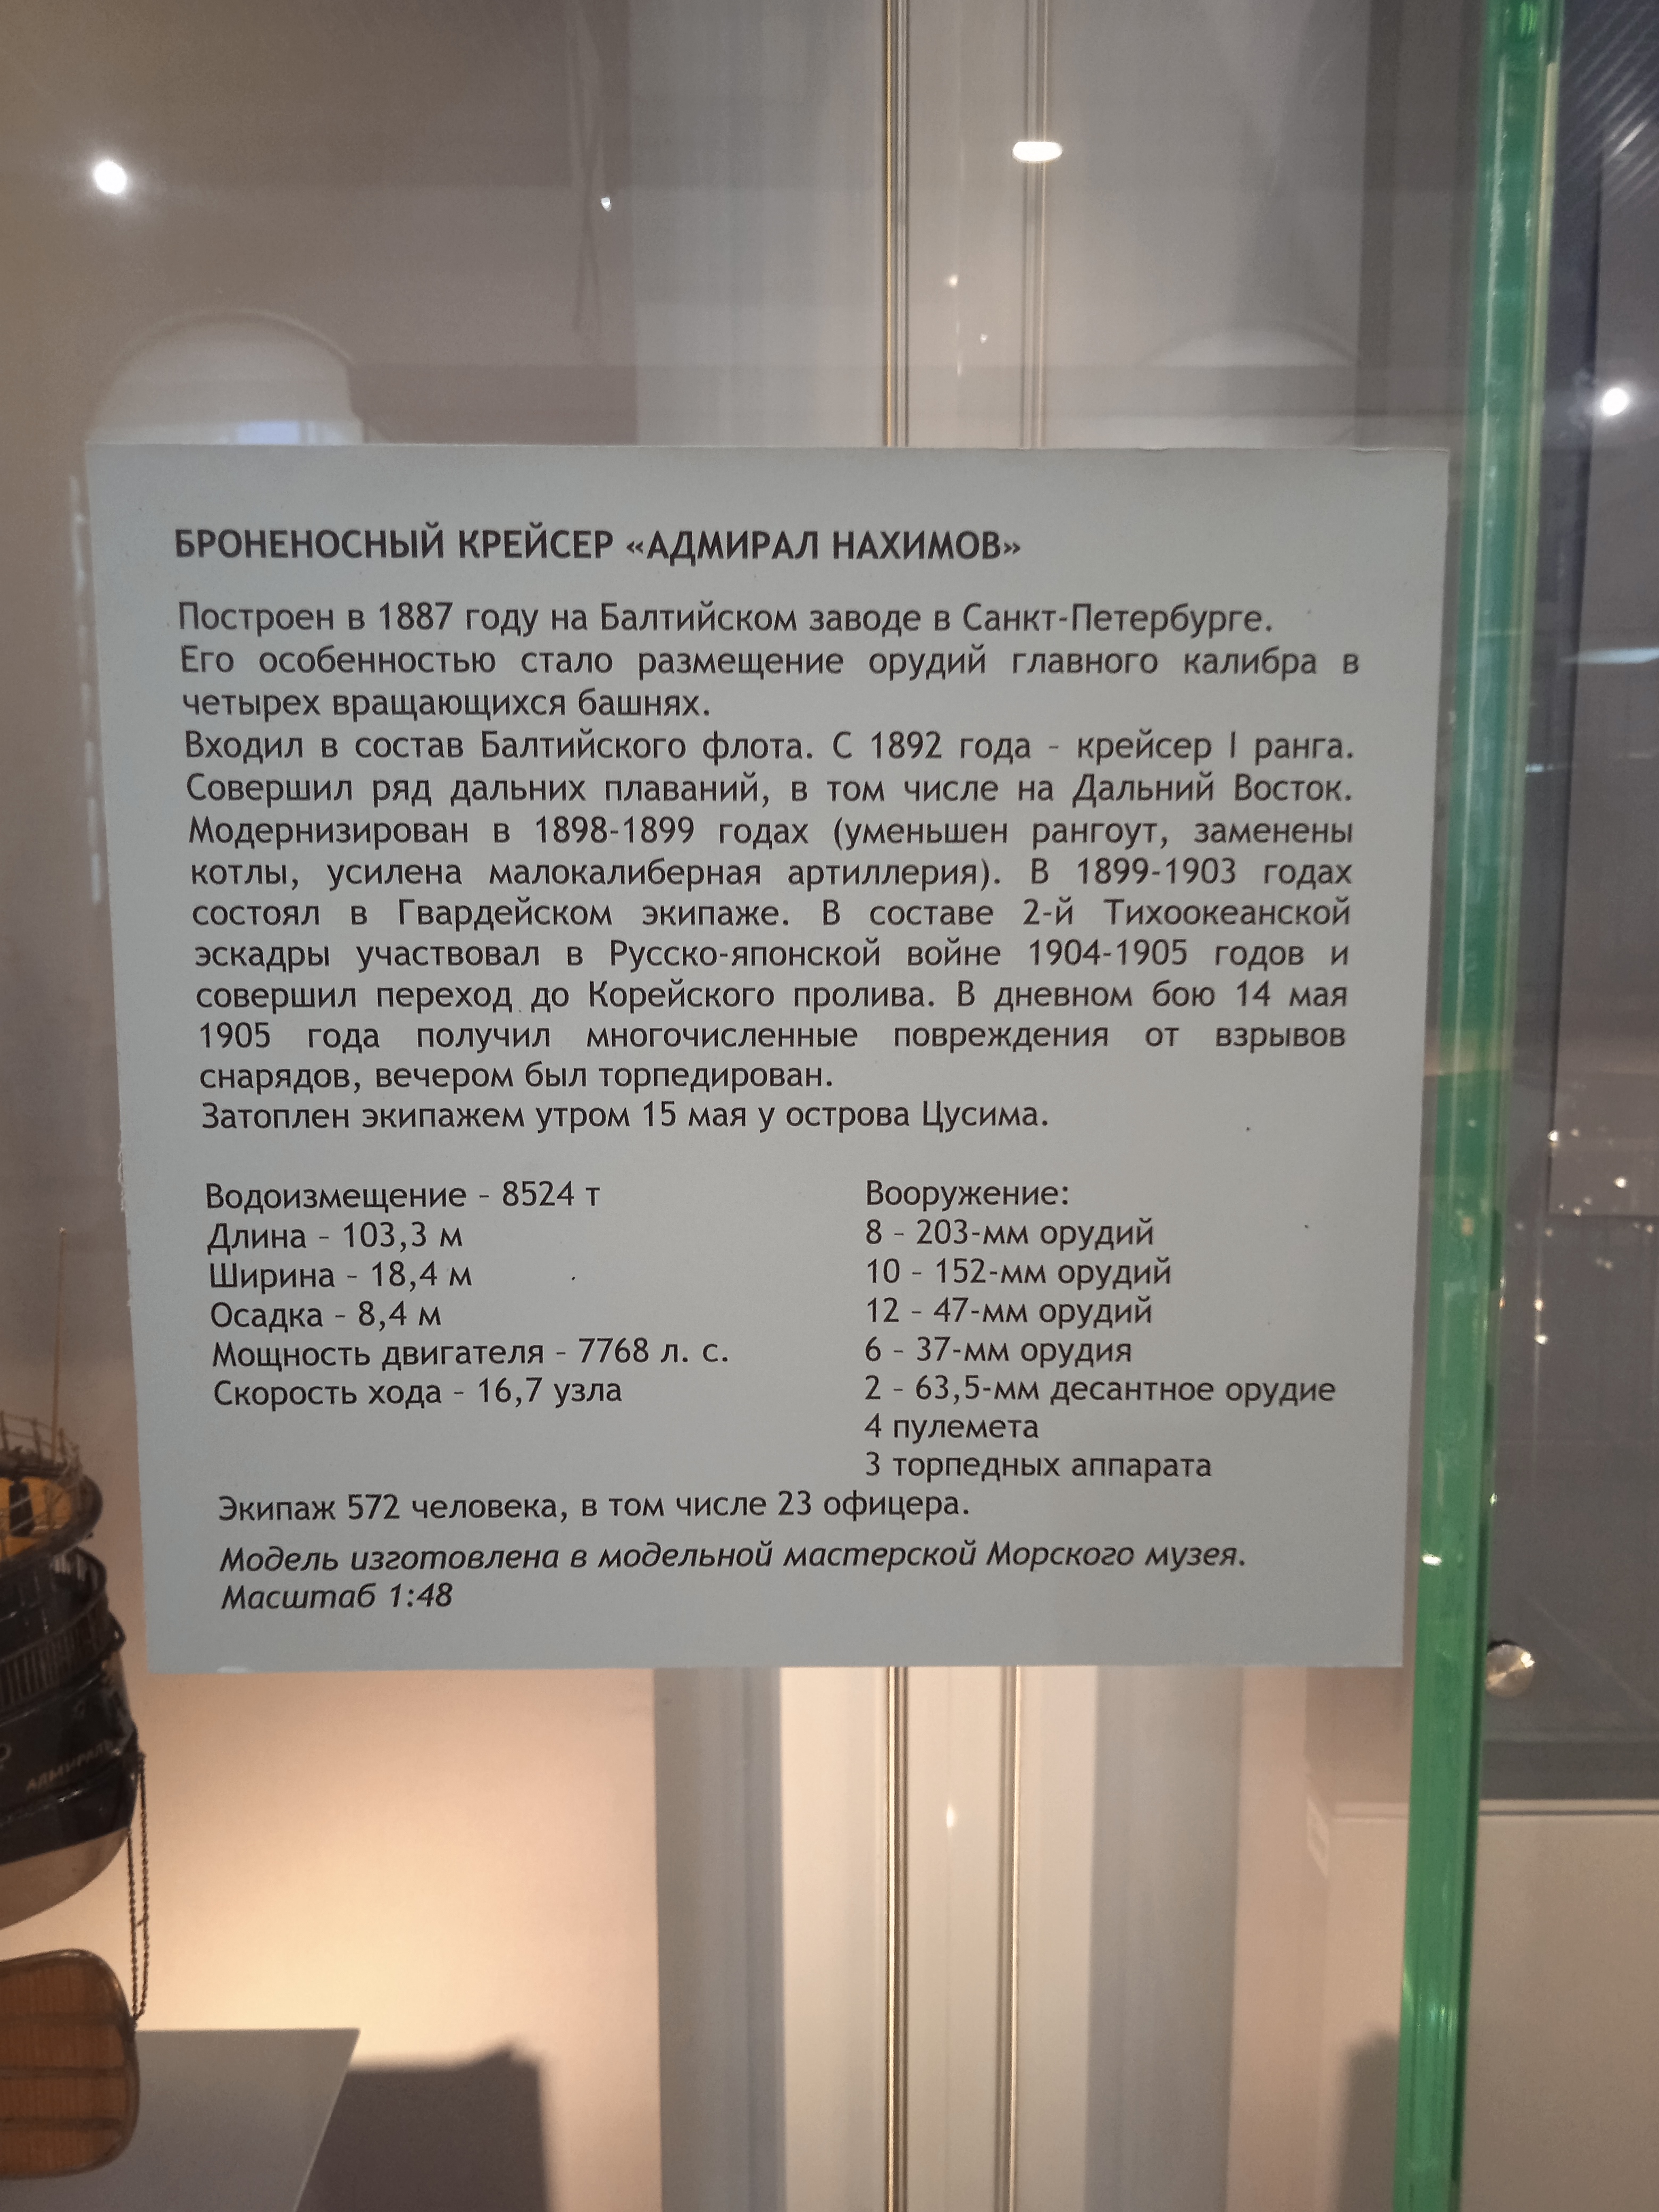 БРОНЕНОСНЫЙ КРЕЙСЕР «АДМИРАЛ НАХИМОВ»
Построен в 1887 году на Балтийском заводе в Санкт-Петербурге.
Его особенностью стало размещение орудий главного калибра в
четырех вращающихся башнях.
Входил в состав Балтийского флота. С 1892 года - крейсер I ранга.
Совершил ряд дальних плаваний, в том числе на Дальний Восток.
Модернизирован в 1898-1899 годах (уменьшен рангоут, заменены
котлы, усилена малокалиберная артиллерия). В 1899-1903 годах
состоял в Гвардейском экипаже. В составе 2-й Тихоокеанской
эскадры участвовал в Русско-японской войне 1904-1905 годов и
совершил переход до Корейского пролива. В дневном бою 14 мая
1905 года получил многочисленные повреждения от взрывов
снарядов, вечером был торпедирован.
Затоплен экипажем утром 15 мая у острова Цусима.
Водоизмещение - 8524 т
Длина - 103,3 м
Ширина - 18,4 м
Осадка - 8,4 м
Мощность двигателя - 7768 л. с.
Скорость хода - 16,7 узла
Вооружение:
8 - 203-мм орудий
10 - 152-мм орудий
12 - 47-мм орудий
6 - 37-мм орудия
2 - 63,5-мм десантное орудие
4 пулемета
3 торпедных аппарата
Экипаж 572 человека, в том числе 23 офицера.
Модель изготовлена в модельной мастерской Морского музея.
Масштаб 1:48
АДМИРАЛЪ